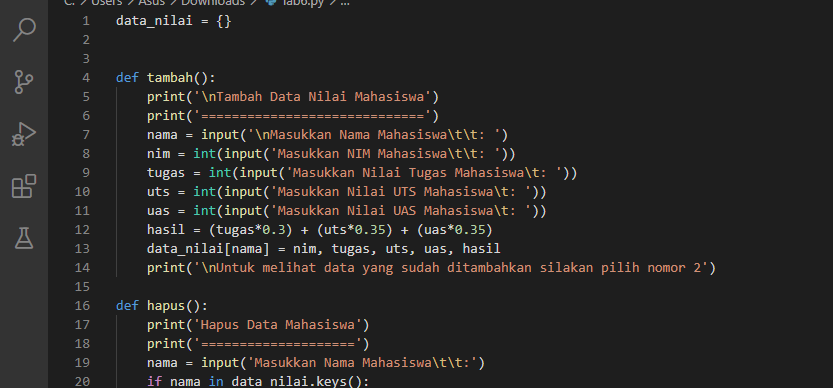 C: > Users > Asus > Downloads > lab6.py > ...
1 data_nilai = {}
2
3
4 def tambah():
5 print('\nTambah Data Nilai Mahasiswa')
6 print('=============================')
7 nama = input('\nMasukkan Nama Mahasiswa\t\t: ')
8 nim = int(input('Masukkan NIM Mahasiswa\t\t: '))
9 tugas = int(input('Masukkan Nilai Tugas Mahasiswa\t: '))
10 uts = int(input('Masukkan Nilai UTS Mahasiswa\t: '))
11 uas = int(input('Masukkan Nilai UAS Mahasiswa\t: '))
12 hasil = (tugas*0.3) + (uts*0.35) + (uas*0.35)
13 data_nilai[nama] = nim, tugas, uts, uas, hasil
14 print('\nUntuk melihat data yang sudah ditambahkan silakan pilih nomor 2')
15
16 def hapus():
17 print('Hapus Data Mahasiswa')
18 print('====================')
19 nama = input('Masukkan Nama Mahasiswa\t\t:')
20 if nama in data_nilai.keys():